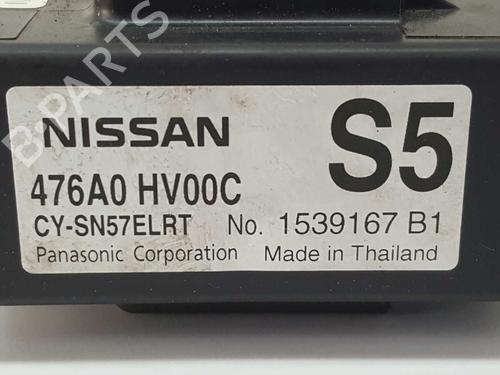 NISSAN S5
476A0 HV00C
CY-SN57ELRT No. 1539167 B1
Panasonic Corporation Made in Thailand
B-Parts